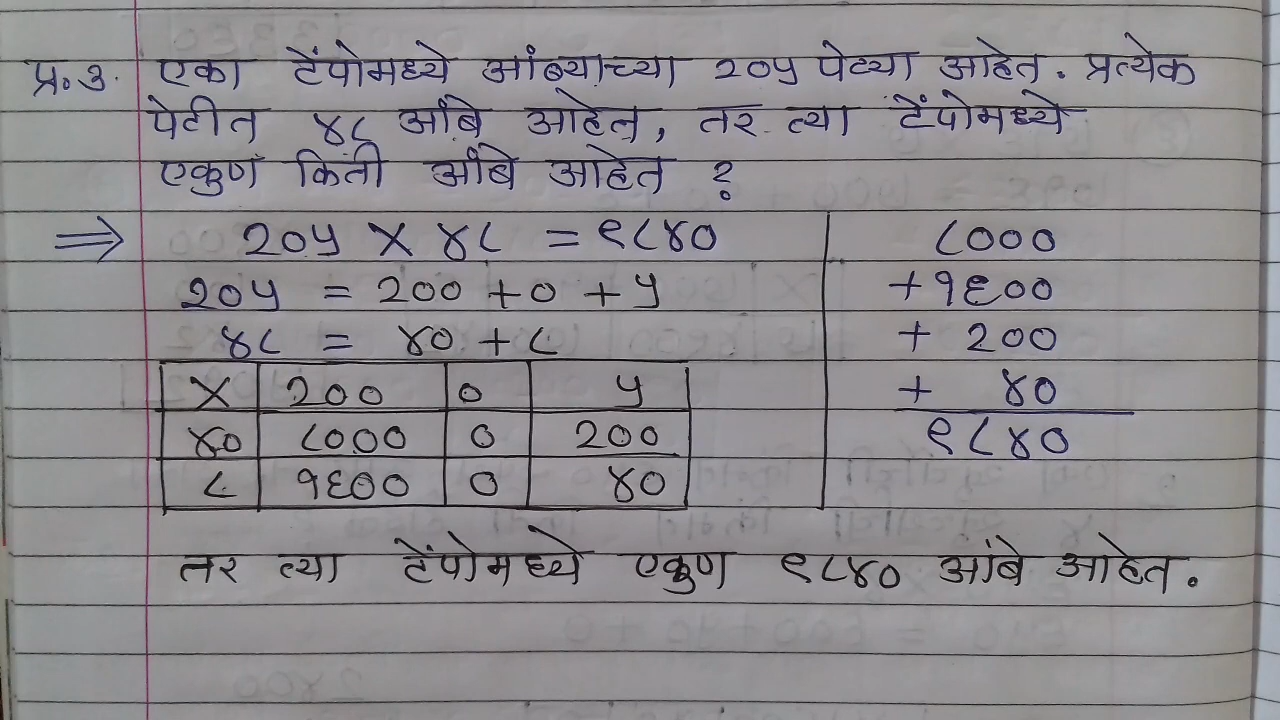 प्र.३. एका टेंपोमध्ये आंब्याच्या २०५ पेट्या आहेत. प्रत्येक
पेटीत ४८ आंबे आहेत, तर त्या टेंपोमध्ये
एकुण किती आंबे आहेत ?
⇒ २०५ × ४८ = ९८४०
२०५ = २०० + ० + ५
४८ = ४० + ८
× २०० ० ५
४० ८००० ० २००
८ १६०० ० ४०
८०००
+१६००
+ २००
+ ४०
९८४०
तर त्या टेंपोमध्ये एकुण ९८४० आंबे आहेत.